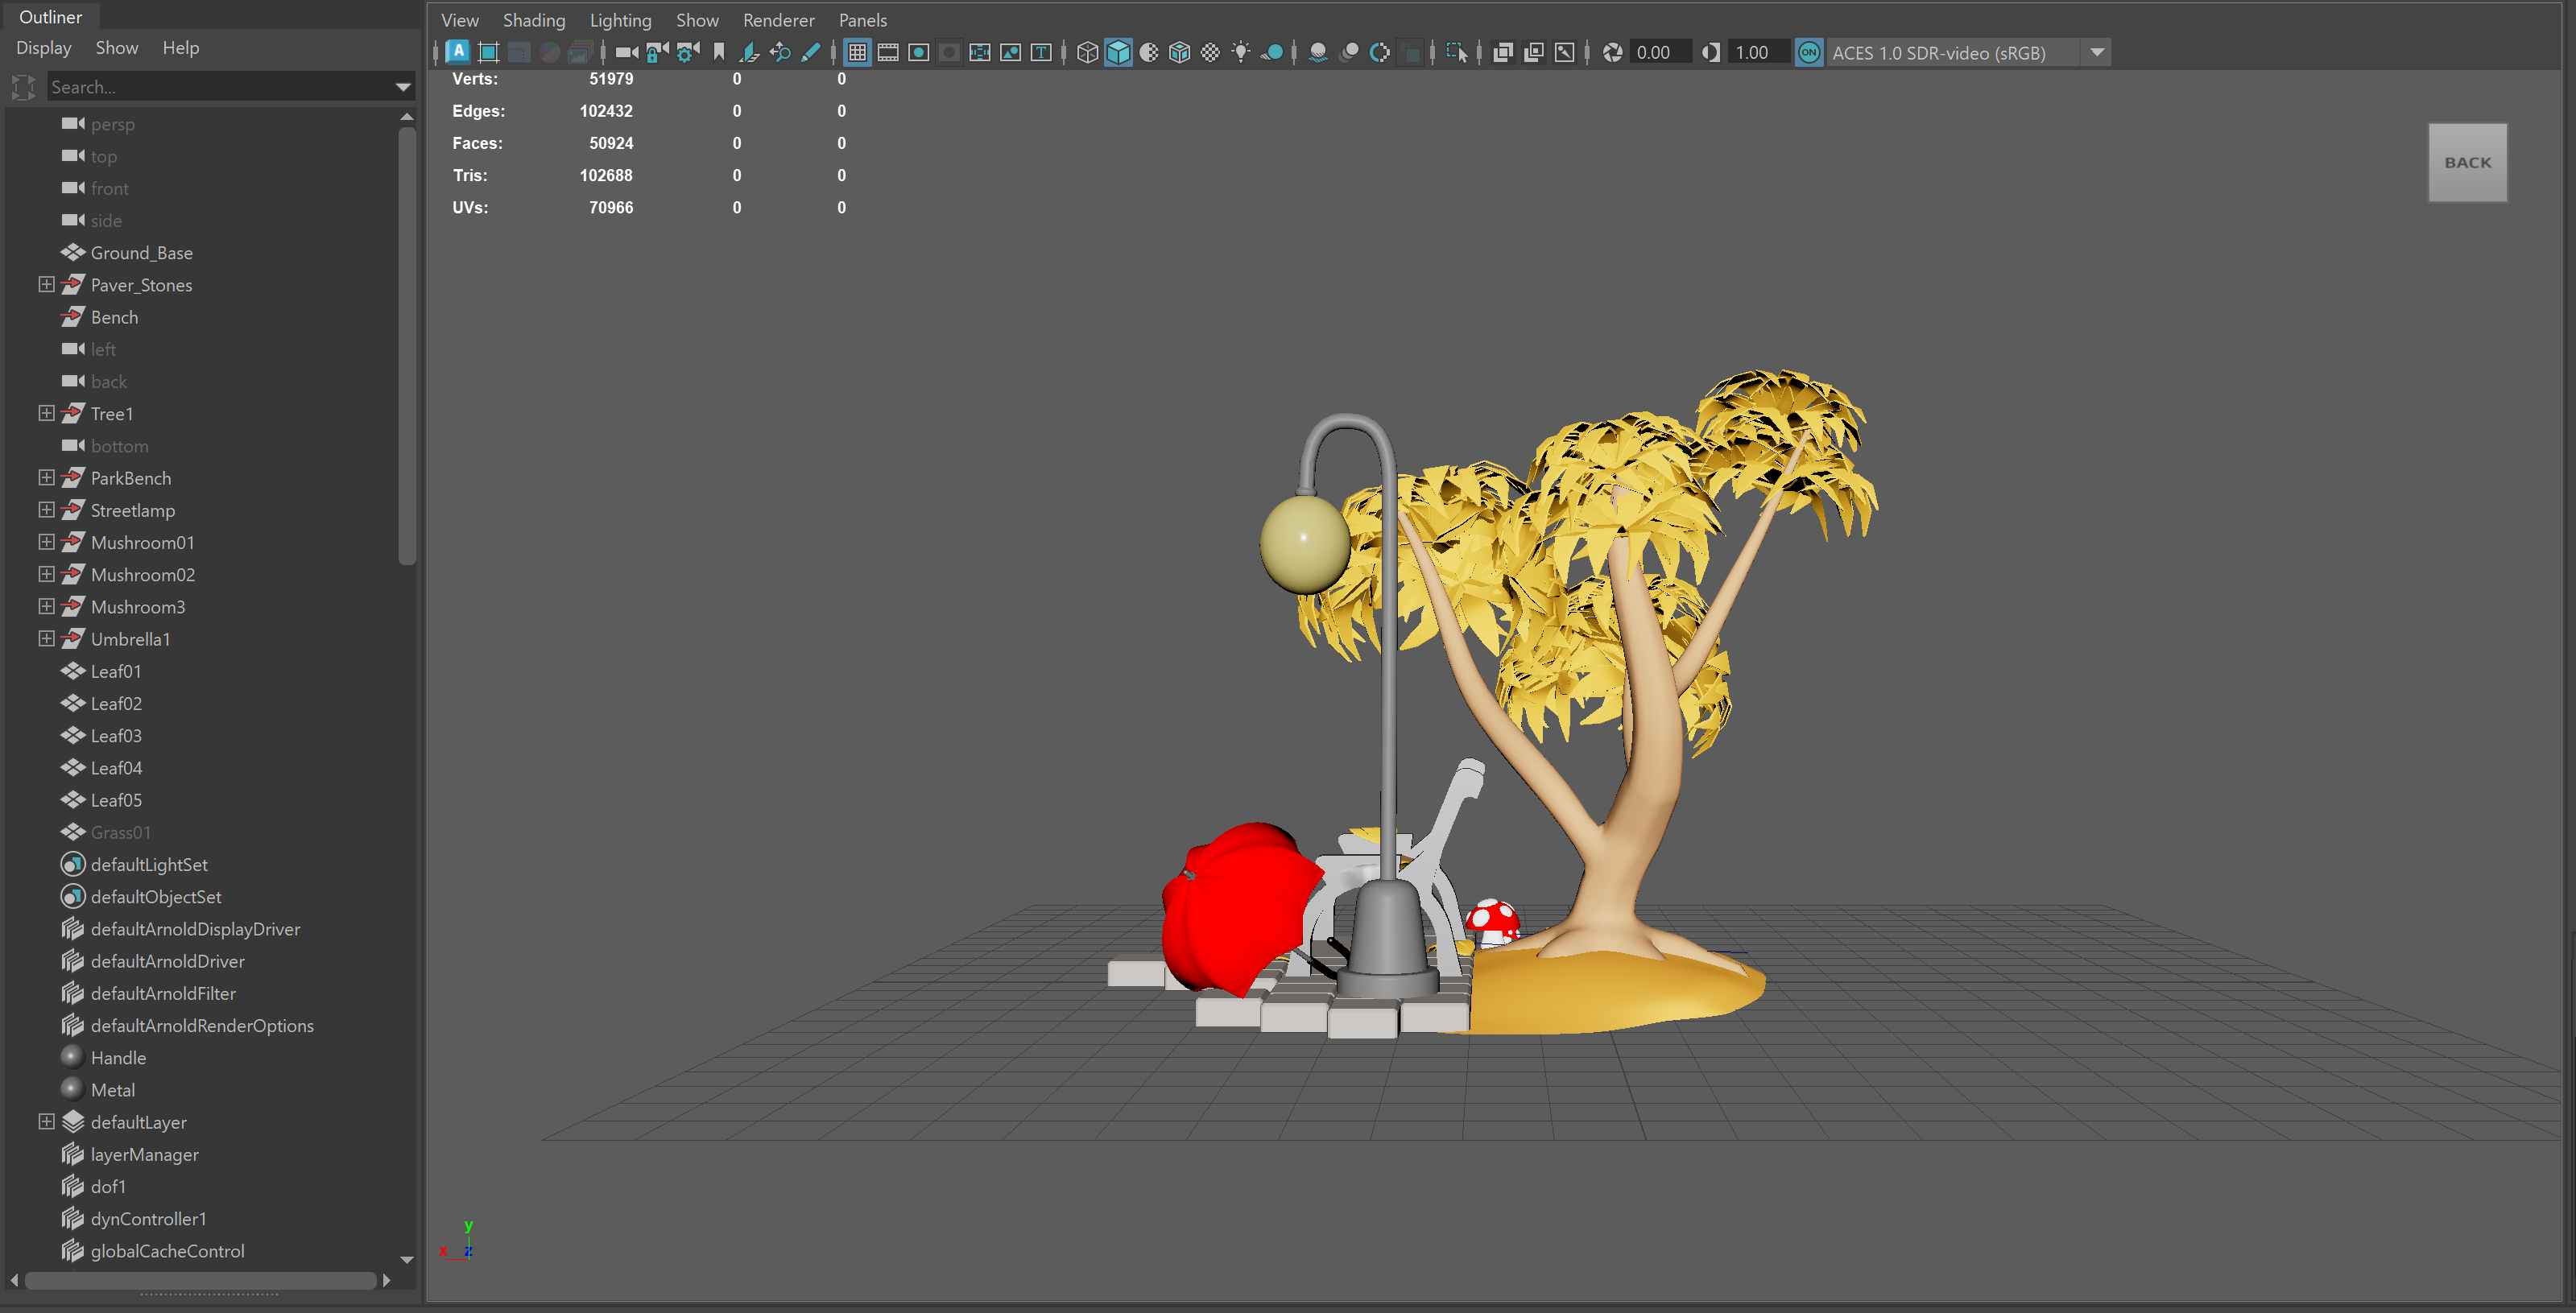 Outliner
Display Show Help
Search...
persp
top
front
side
Ground_Base
Paver_Stones
Bench
left
back
Tree1
bottom
ParkBench
Streetlamp
Mushroom01
Mushroom02
Mushroom3
Umbrella1
Leaf01
Leaf02
Leaf03
Leaf04
Leaf05
Grass01
defaultLightSet
defaultObjectSet
defaultArnoldDisplayDriver
defaultArnoldDriver
defaultArnoldFilter
defaultArnoldRenderOptions
Handle
Metal
defaultLayer
layerManager
dof1
dynController1
globalCacheControl
View Shading Lighting Show Renderer Panels
A T 0.00 1.00 ON ACES 1.0 SDR-video (sRGB)
Verts: 51979 0 0
Edges: 102432 0 0
Faces: 50924 0 0
Tris: 102688 0 0
UVs: 70966 0 0
BACK
y
x z